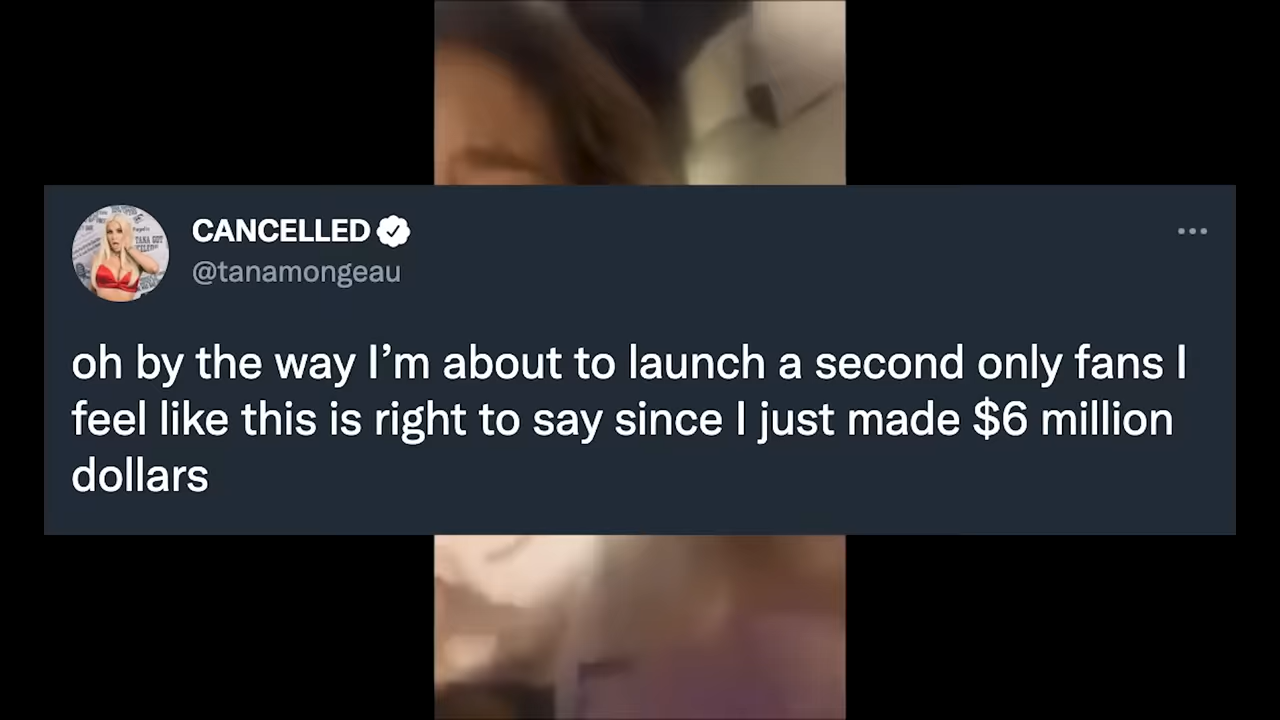 CANCELLED
@tanamongeau
oh by the way I’m about to launch a second only fans I
feel like this is right to say since I just made $6 million
dollars